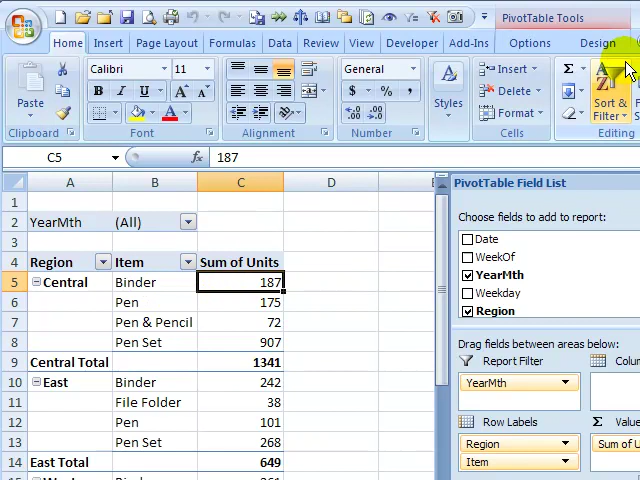 PivotTable Tools
Home Insert Page Layout Formulas Data Review View Developer Add-Ins Options Design
Paste
Clipboard
Calibri 11
B I U
A
Font
Alignment
General
$ % ,
Number
A
Styles
Insert
Delete
Format
Cells
Σ
A
Z
Sort &
Filter
Editing
C5 fx 187
A B C D E
1
2 YearMth (All)
3
4 Region Item Sum of Units
5 Central Binder 187
6 Pen 175
7 Pen & Pencil 72
8 Pen Set 907
9 Central Total 1341
10 East Binder 242
11 File Folder 38
12 Pen 101
13 Pen Set 268
14 East Total 649
PivotTable Field List
Choose fields to add to report:
Date
WeekOf
YearMth
Weekday
Region
Drag fields between areas below:
Report Filter
YearMth
Row Labels
Σ
Region
Sum of U
Item